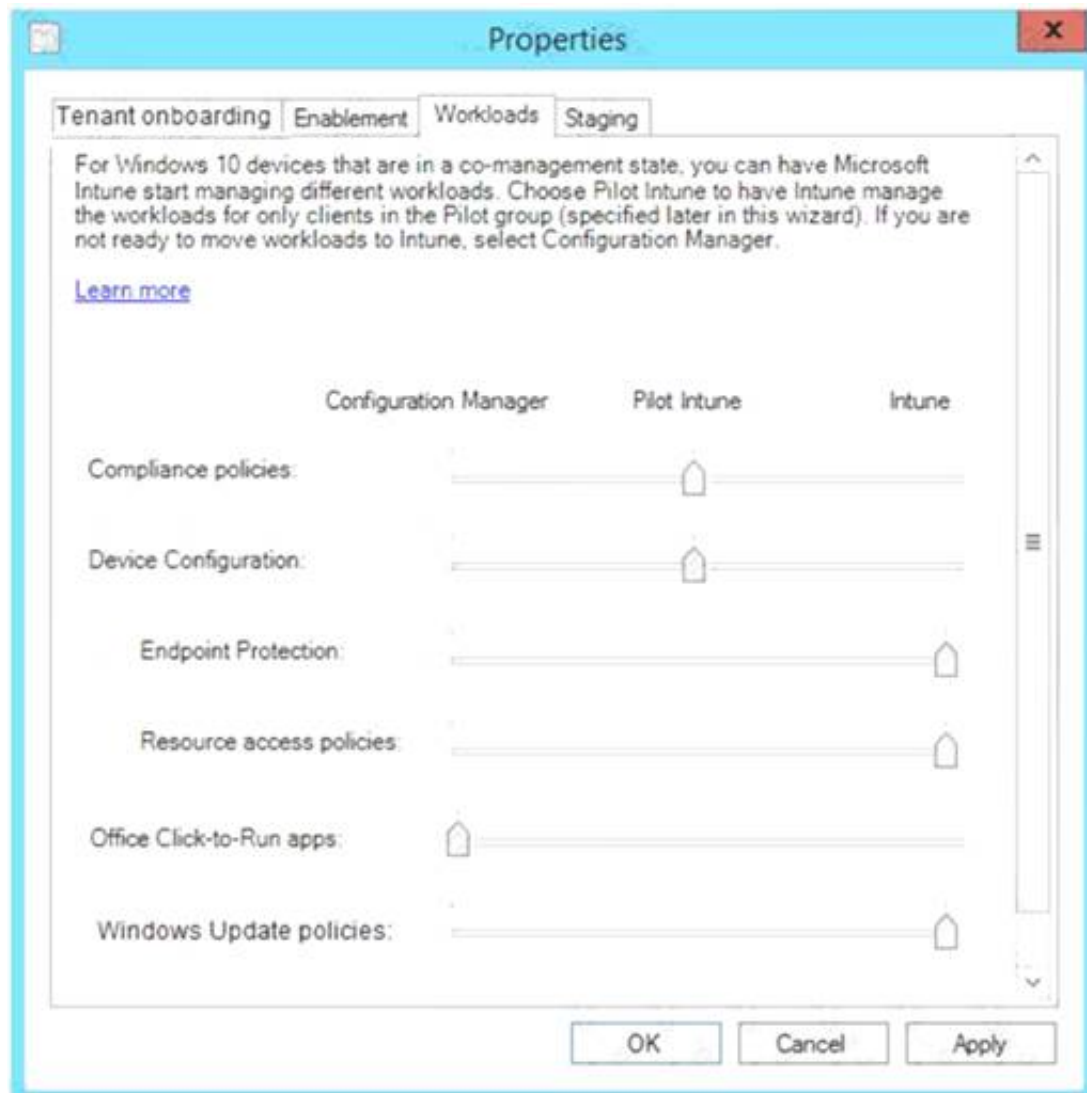 Properties
x
Tenant onboarding Enablement Workloads Staging
For Windows 10 devices that are in a co-management state, you can have Microsoft
Intune start managing different workloads. Choose Pilot Intune to have Intune manage
the workloads for only clients in the Pilot group (specified later in this wizard). If you are
not ready to move workloads to Intune, select Configuration Manager.
Learn more
Configuration Manager Pilot Intune Intune
Compliance policies:
Device Configuration:
Endpoint Protection:
Resource access policies:
Office Click-to-Run apps:
Windows Update policies:
OK Cancel Apply